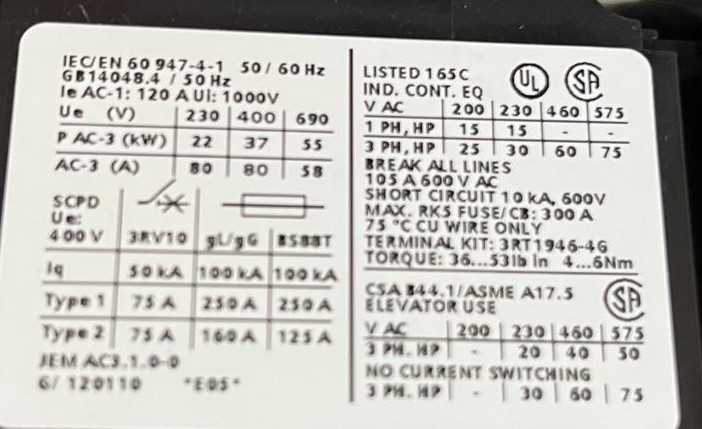 IEC/EN 60 947-4-1 50 / 60 Hz
GB14048.4 / 50 Hz
Ie AC-1: 120 A Ui: 1000V
Ue (V) 230 400 690
P AC-3 (kW) 22 37 55
AC-3 (A) 80 80 58
SCPD
Ue:
400 V 3RV10 gL/gG BS88T
Iq 50 kA 100 kA 100 kA
Type 1 75 A 250 A 250 A
Type 2 75 A 160 A 125 A
JEM AC3.1.0-0
G/ 120110 *E05*
LISTED 165C UL SA
IND. CONT. EQ
V AC 200 230 460 575
1 PH, HP 15 15 - -
3 PH, HP 25 30 60 75
BREAK ALL LINES
105 A 600 V AC
SHORT CIRCUIT 10 kA, 600V
MAX. RK5 FUSE/CB: 300 A
75 °C CU WIRE ONLY
TERMINAL KIT: 3RT1946-4G
TORQUE: 36...53lb In 4...6Nm
CSA B44.1/ASME A17.5 SA
ELEVATOR USE
V AC 200 230 460 575
3 PH. HP - 20 40 50
NO CURRENT SWITCHING
3 PH. HP - 30 60 75